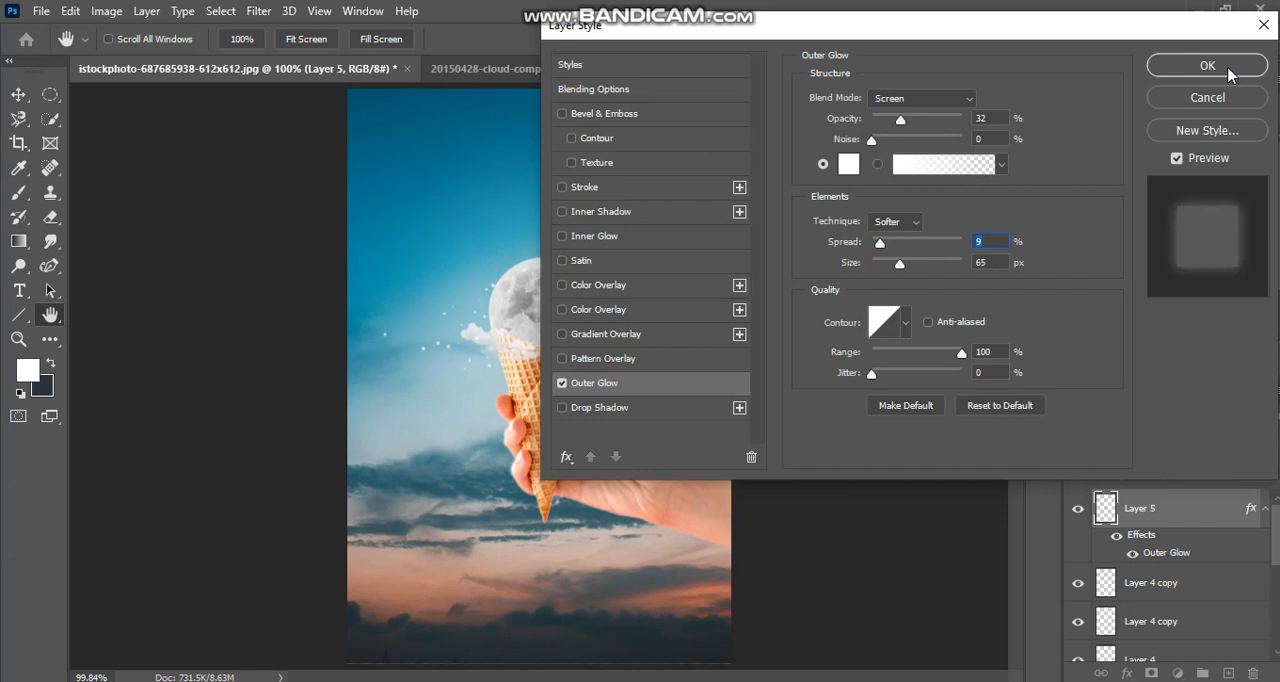 Ps File Edit Image Layer Type Select Filter 3D View Window Help
www.BANDICAM.com
Layer Style
Scroll All Windows 100% Fit Screen Fill Screen
istockphoto-687685938-612x612.jpg @ 100% (Layer 5, RGB/8#) * × 20150428-cloud-comp
Styles
Blending Options
Bevel & Emboss
Contour
Texture
Stroke
Inner Shadow
Inner Glow
Satin
Color Overlay
Color Overlay
Gradient Overlay
Pattern Overlay
Outer Glow
Drop Shadow
fx
Outer Glow
Structure
Blend Mode: Screen
Opacity: 32 %
Noise: 0 %
Elements
Technique: Softer
Spread: 9 %
Size: 65 px
Quality
Contour: Anti-aliased
Range: 100 %
Jitter: 0 %
Make Default Reset to Default
OK
Cancel
New Style...
Preview
Layer 5 fx
Effects
Outer Glow
Layer 4 copy
Layer 4 copy
Layer 4
fx
99.84% Doc: 731.5K/8.63M